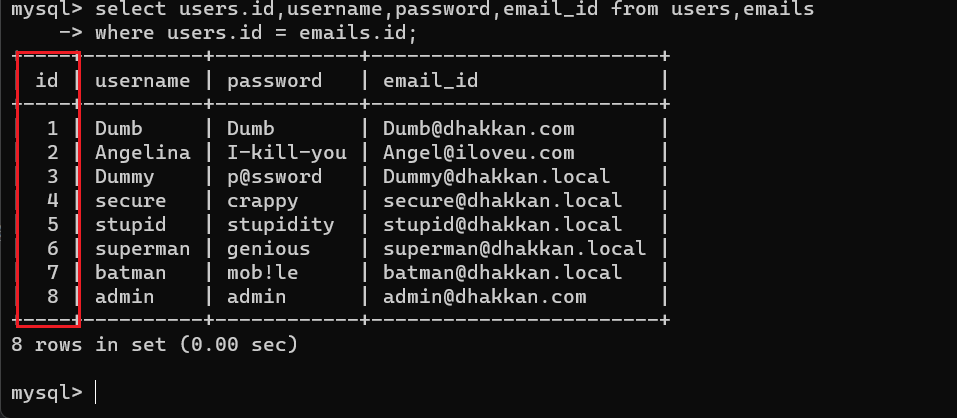 mysql> select users.id,username,password,email_id from users,emails
    -> where users.id = emails.id;
+----+----------+------------+------------------------+
| id | username | password   | email_id               |
+----+----------+------------+------------------------+
|  1 | Dumb     | Dumb       | Dumb@dhakkan.com       |
|  2 | Angelina | I-kill-you | Angel@iloveu.com       |
|  3 | Dummy    | p@ssword   | Dummy@dhakkan.local    |
|  4 | secure   | crappy     | secure@dhakkan.local   |
|  5 | stupid   | stupidity  | stupid@dhakkan.local   |
|  6 | superman | genious    | superman@dhakkan.local |
|  7 | batman   | mob!le     | batman@dhakkan.local   |
|  8 | admin    | admin      | admin@dhakkan.com      |
+----+----------+------------+------------------------+
8 rows in set (0.00 sec)
mysql>